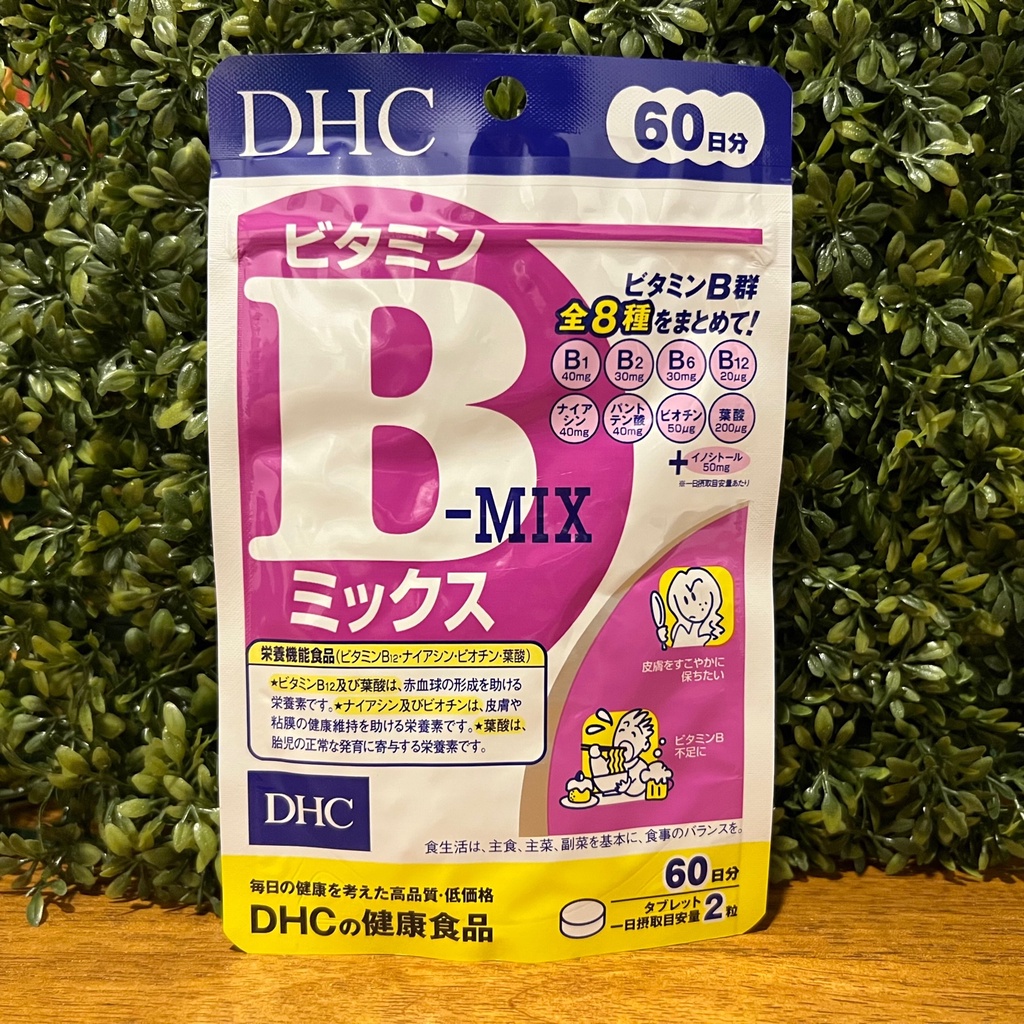 DHC
60日分
ビタミン
B
-MIX
ミックス
ビタミンB群
全8種をまとめて!
B1 40mg
B2 30mg
B6 30mg
B12 20μg
ナイアシン 40mg
パントテン酸 40mg
ビオチン 50μg
葉酸 200μg
+イノシトール 50mg
※一日摂取目安量あたり
皮膚をすこやかに
保ちたい
ビタミンB
不足に
栄養機能食品(ビタミンB12・ナイアシン・ビオチン・葉酸)
★ビタミンB12及び葉酸は、赤血球の形成を助ける
栄養素です。★ナイアシン及びビオチンは、皮膚や
粘膜の健康維持を助ける栄養素です。★葉酸は、
胎児の正常な発育に寄与する栄養素です。
DHC
食生活は、主食、主菜、副菜を基本に、食事のバランスを。
毎日の健康を考えた高品質・低価格
DHCの健康食品
60日分
タブレット
一日摂取目安量 2粒